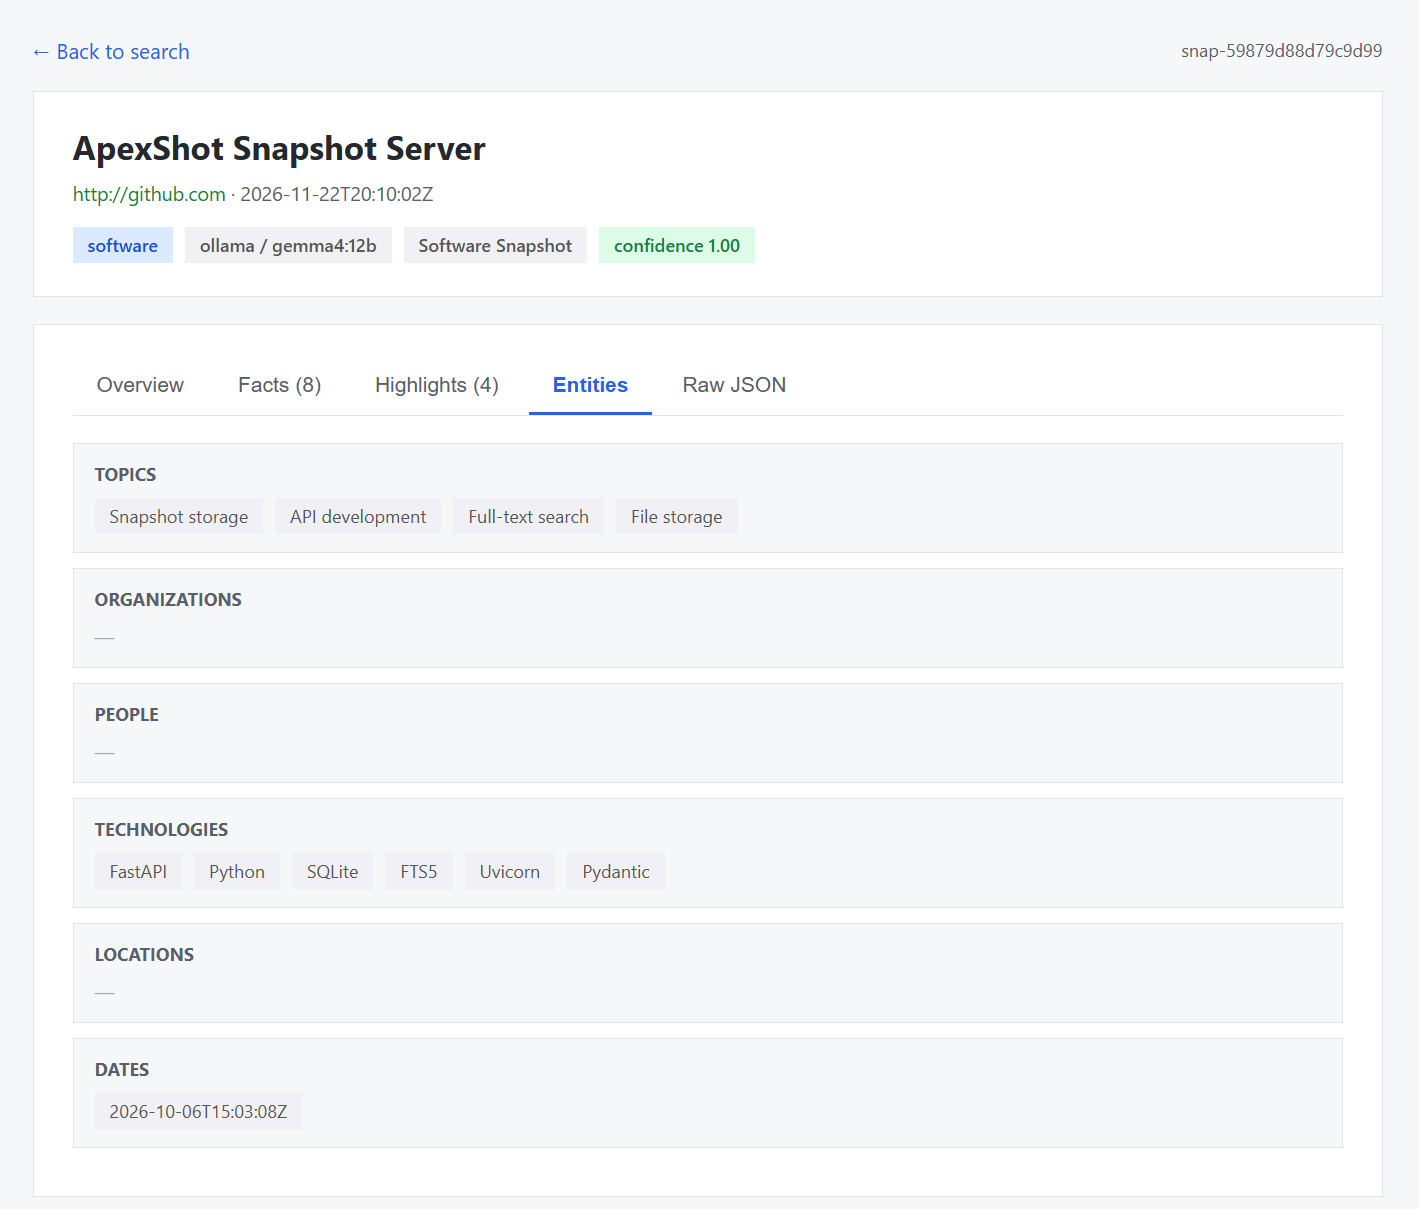 ← Back to search
snap-59879d88d79c9d99
ApexShot Snapshot Server
http://github.com · 2026-11-22T20:10:02Z
software ollama / gemma4:12b Software Snapshot confidence 1.00
Overview Facts (8) Highlights (4) Entities Raw JSON
TOPICS
Snapshot storage API development Full-text search File storage
ORGANIZATIONS
—
PEOPLE
—
TECHNOLOGIES
FastAPI Python SQLite FTS5 Uvicorn Pydantic
LOCATIONS
—
DATES
2026-10-06T15:03:08Z